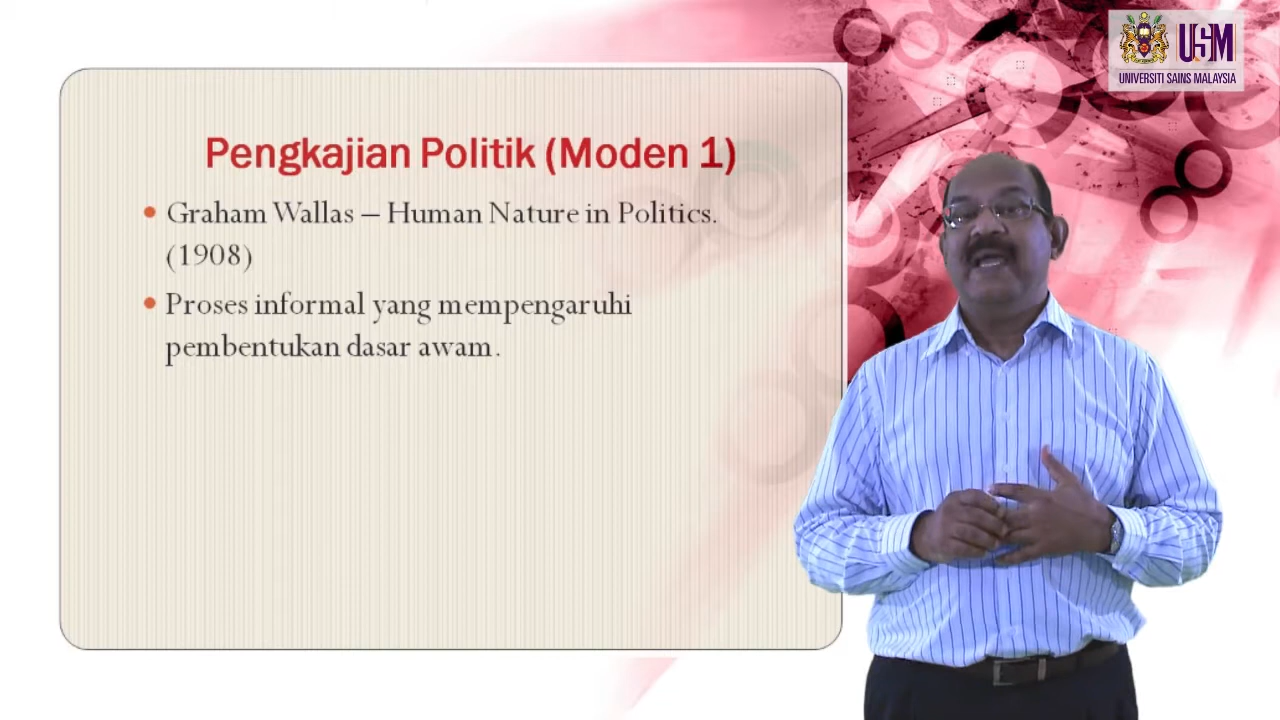 USM
UNIVERSITI SAINS MALAYSIA
Pengkajian Politik (Moden 1)
• Graham Wallas – Human Nature in Politics.
(1908)
• Proses informal yang mempengaruhi
pembentukan dasar awam.